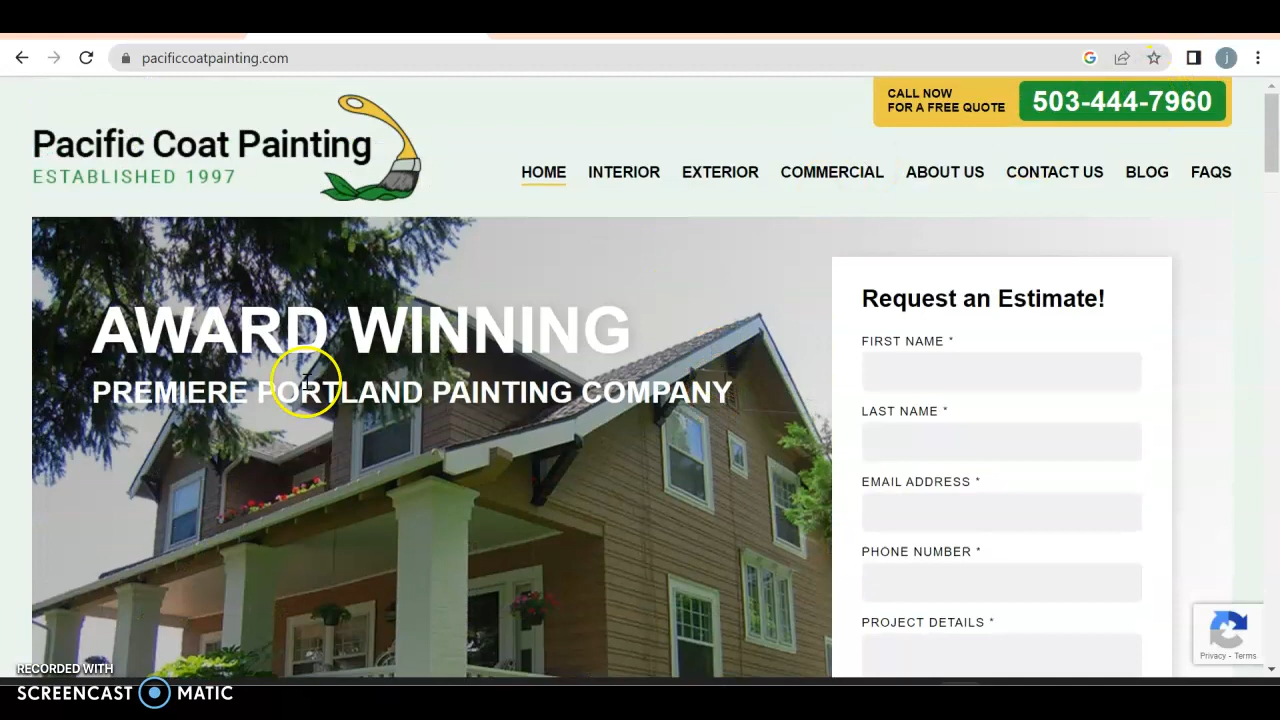 pacificcoatpainting.com
j
CALL NOW
FOR A FREE QUOTE
503-444-7960
Pacific Coat Painting
ESTABLISHED 1997
HOME INTERIOR EXTERIOR COMMERCIAL ABOUT US CONTACT US BLOG FAQS
AWARD WINNING
PREMIERE PORTLAND PAINTING COMPANY
Request an Estimate!
FIRST NAME *
LAST NAME *
EMAIL ADDRESS *
PHONE NUMBER *
PROJECT DETAILS *
Privacy - Terms
RECORDED WITH
SCREENCAST MATIC